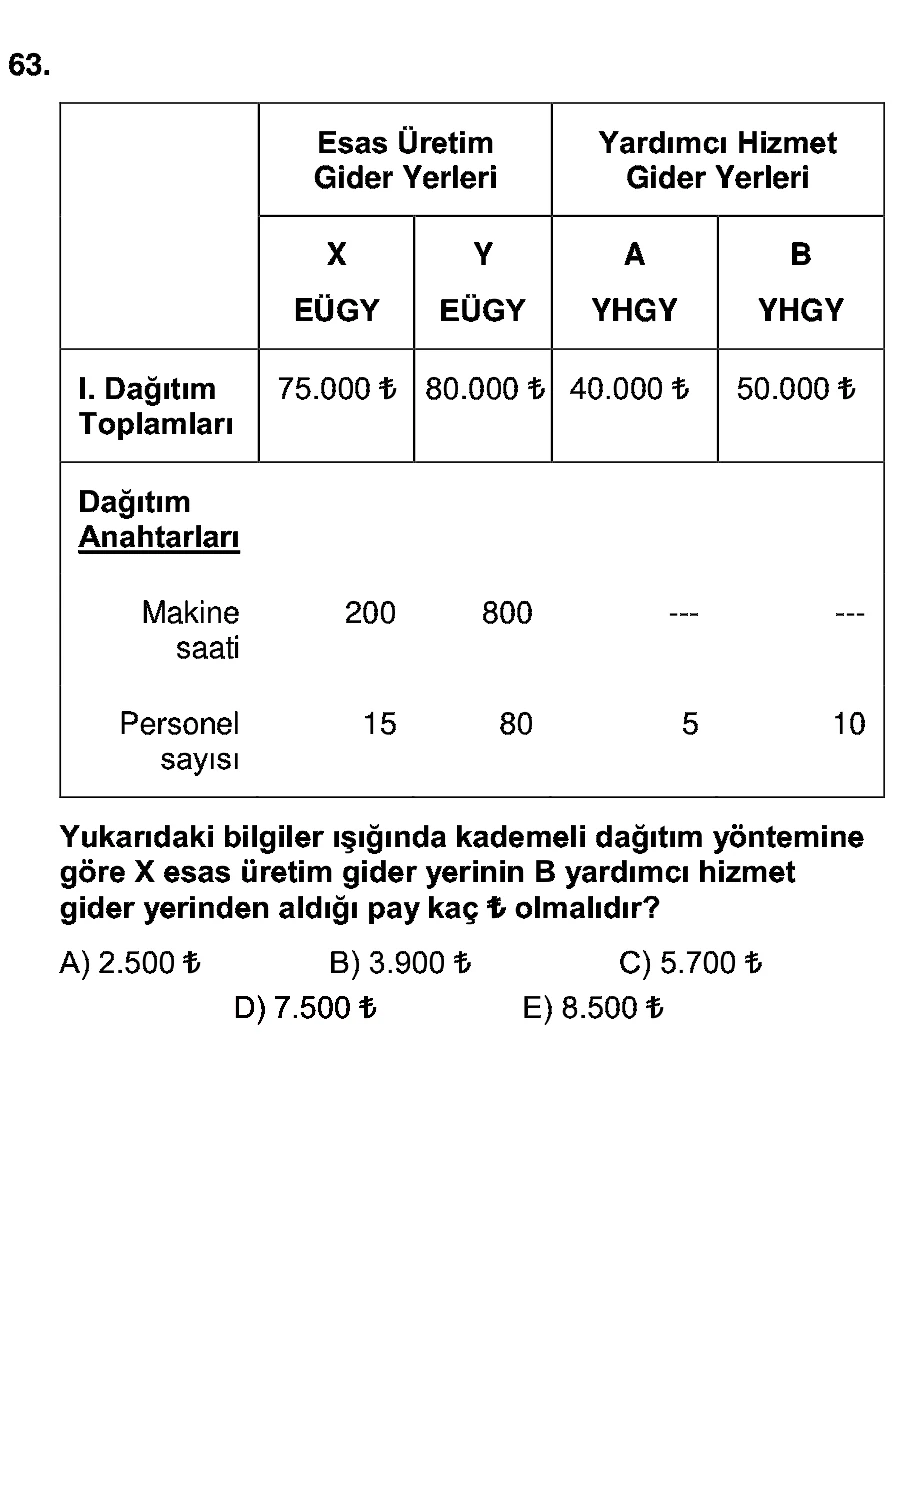 63.
Esas Üretim Gider Yerleri
Yardımcı Hizmet Gider Yerleri
X EÜGY
Y EÜGY
A YHGY
B YHGY
I. Dağıtım Toplamları 75.000 ₺ 80.000 ₺ 40.000 ₺ 50.000 ₺
Dağıtım
Anahtarları
Makine saati 200 800 --- ---
Personel sayısı 15 80 5 10
Yukarıdaki bilgiler ışığında kademeli dağıtım yöntemine
göre X esas üretim gider yerinin B yardımcı hizmet
gider yerinden aldığı pay kaç ₺ olmalıdır?
A) 2.500 ₺ B) 3.900 ₺ C) 5.700 ₺
D) 7.500 ₺ E) 8.500 ₺